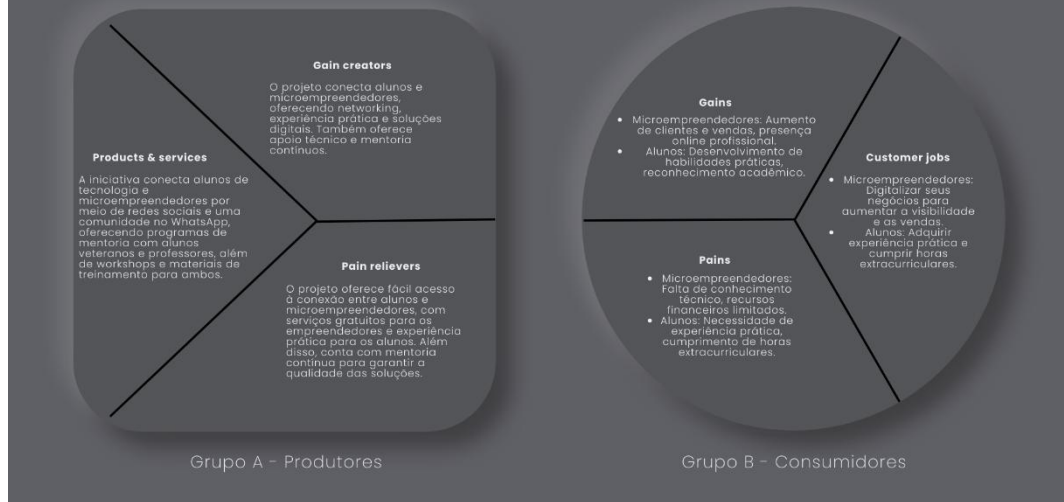 Gain creators
O projeto conecta alunos e
microempreendedores,
oferecendo networking,
experiência prática e soluções
digitais. Também oferece
apoio técnico e mentoria
contínuos.
Products & services
A iniciativa conecta alunos de
tecnologia e
microempreendedores por
meio de redes sociais e uma
comunidade no WhatsApp,
oferecendo programas de
mentoria com alunos
veteranos e professores, além
de workshops e materiais de
treinamento para ambos.
Pain relievers
O projeto oferece fácil acesso
à conexão entre alunos e
microempreendedores, com
serviços gratuitos para os
empreendedores e experiência
prática para os alunos. Além
disso, conta com mentoria
contínua para garantir a
qualidade das soluções.
Grupo A - Produtores
Gains
• Microempreendedores: Aumento
de clientes e vendas, presença
online profissional.
• Alunos: Desenvolvimento de
habilidades práticas,
reconhecimento acadêmico.
Customer jobs
• Microempreendedores:
Digitalizar seus
negócios para
aumentar a visibilidade
e as vendas.
• Alunos: Adquirir
experiência prática e
cumprir horas
extracurriculares.
Pains
• Microempreendedores:
Falta de conhecimento
técnico, recursos
financeiros limitados.
• Alunos: Necessidade de
experiência prática,
cumprimento de horas
extracurriculares.
Grupo B - Consumidores